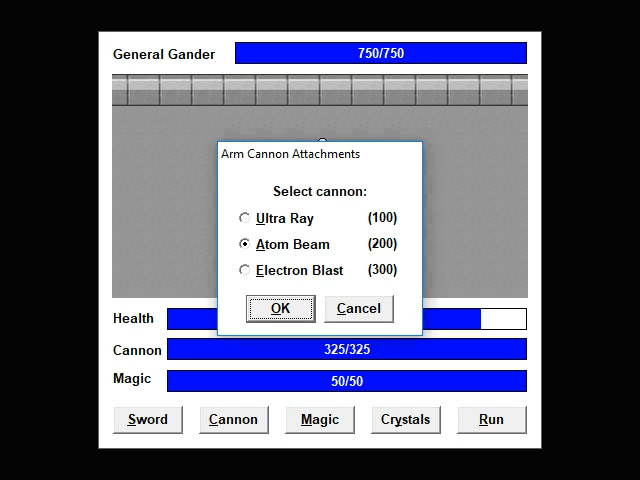 General Gander 750/750
Arm Cannon Attachments
Select cannon:
Ultra Ray (100)
Atom Beam (200)
Electron Blast (300)
OK Cancel
Health
Cannon 325/325
Magic 50/50
Sword Cannon Magic Crystals Run